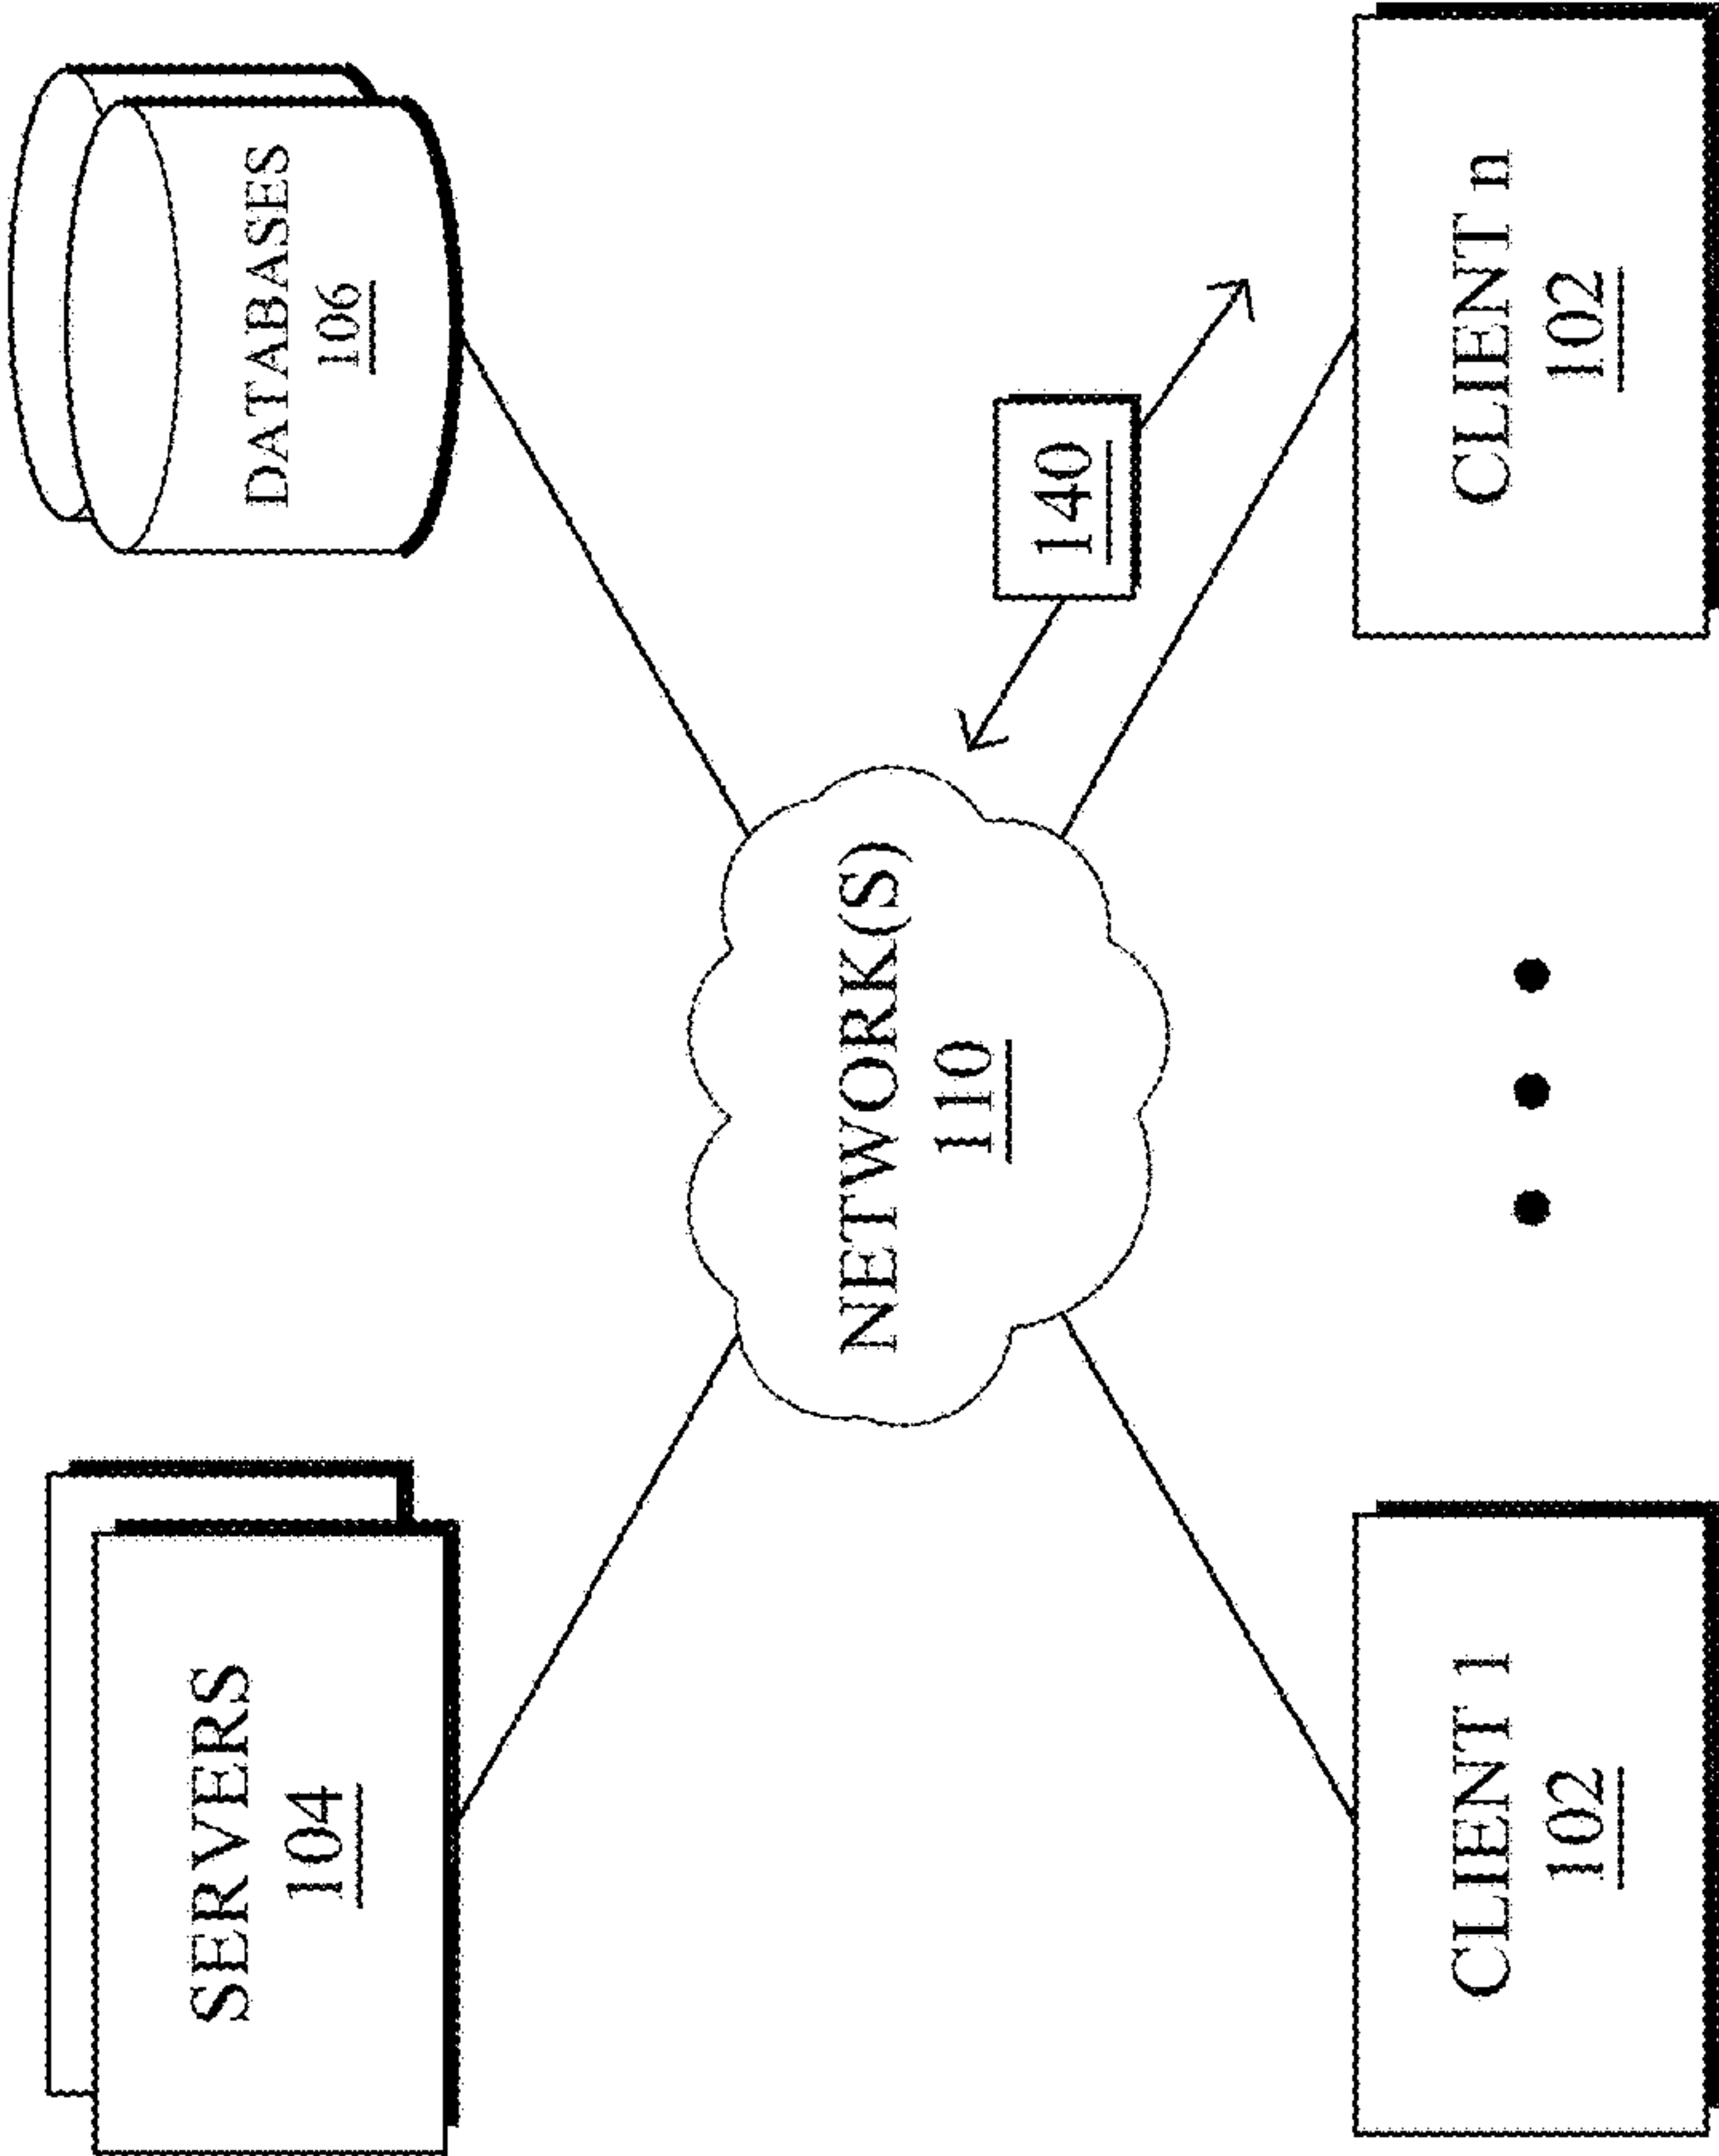 SERVERS
104
DATABASES
106
NETWORK(S)
110
140
CLIENT 1
102
CLIENT n
102